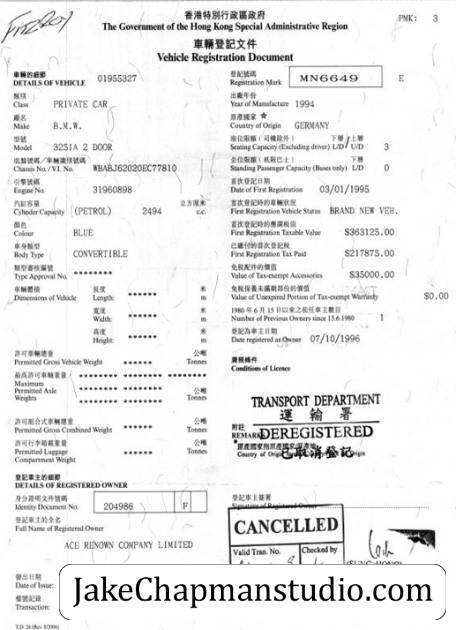 香港特別行政區政府
The Government of the Hong Kong Special Administrative Region
PMK: 3
車輛登記文件
Vehicle Registration Document
車輛的細節
DETAILS OF VEHICLE 01955327
登記號碼
Registration Mark MN6649 E
類別
Class PRIVATE CAR
出廠年份
Year of Manufacture 1994
廠名
Make B.M.W.
原產國家 *
Country of Origin GERMANY
型號
Model 325IA 2 DOOR
座位限額 (司機除外) 下層/上層
Seating Capacity (Excluding driver) L/D/U/D 3
底盤號碼/車輛識別號碼
Chassis No. / V.I. No. WBABJ62020EC77810
企位限額 (祇限巴士) 下層
Standing Passenger Capacity (Buses only) L/D 0
引擎號碼
Engine No. 31960898
首次登記日期
Date of First Registration 03/01/1995
汽缸容量 立方厘米
Cylinder Capacity (PETROL) 2494 c.c.
首次登記時的車輛狀況
First Registration Vehicle Status BRAND NEW VEH.
顏色
Colour BLUE
首次登記時的應課稅值
First Registration Taxable Value $363125.00
車身類型
Body Type CONVERTIBLE
已繳付的首次登記稅
First Registration Tax Paid $217875.00
類型審核編號
Type Approval No. ********
免稅配件的價值
Value of Tax-exempt Accessories $35000.00
車輛體積 長度 米
Dimensions of Vehicle Length: ****** m
免稅保養未滿期部份的價值
Value of Unexpired Portion of Tax-exempt Warranty $0.00
寬度 米
Width: ****** m
1980 年 6 月 15 日以來之後任車主數目
Number of Previous Owners since 15.6.1980 1
高度 米
Height: ****** m
登記為車主日期
Date registered as Owner 07/10/1996
許可車輛總重 公噸
Permitted Gross Vehicle Weight ****** Tonnes
Conditions of Licence
最高許可車軸重量 公噸
Maximum
Permitted Axle
Weights Tonnes
TRANSPORT DEPARTMENT
運輸署
DEREGISTERED
已取消登記
附註
REMARKS
許可組合式車輛總重 公噸
Permitted Gross Combined Weight ****** Tonnes
Country of Origin
許可行李箱載重量 公噸
Permitted Luggage ****** Tonnes
Compartment Weight
登記車主的細節
DETAILS OF REGISTERED OWNER
身分證明文件號碼
Identity Document No. 204986 F
登記車主簽署
Signature of Registered Owner
登記車主的全名
Full Name of Registered Owner
ACE RENOWN COMPANY LIMITED
CANCELLED
Valid Tran. No. Checked by
發出日期
Date of Issue:
檔號記錄
Transaction:
JakeChapmanstudio.com